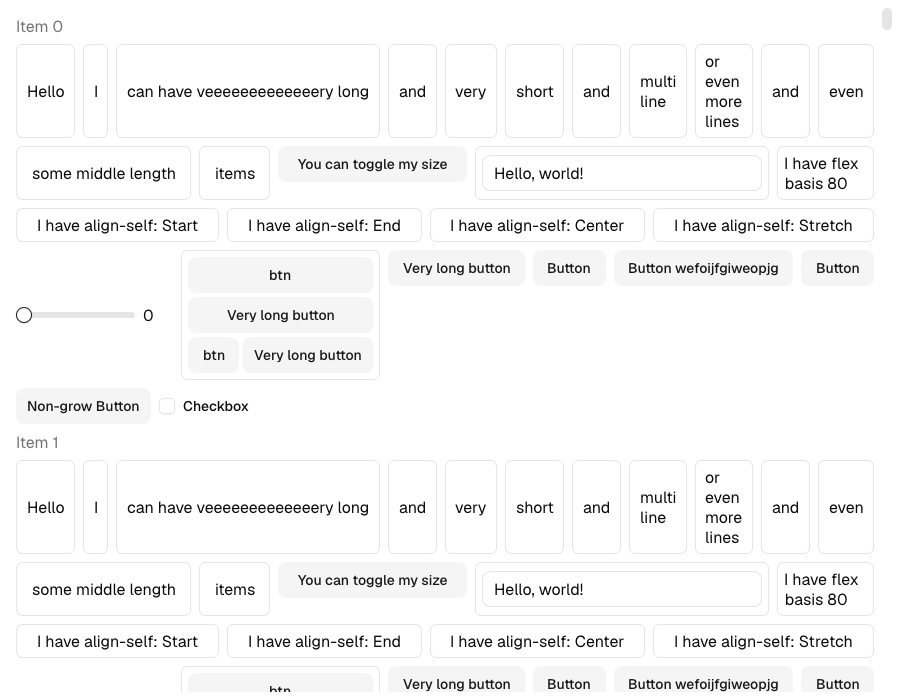 Item 0
Hello
I
can have veeeeeeeeeeeeery long
and
very
short
and
multi
line
or
even
more
lines
and
even
some middle length
items
You can toggle my size
Hello, world!
I have flex
basis 80
I have align-self: Start
I have align-self: End
I have align-self: Center
I have align-self: Stretch
0
btn
Very long button
btn
Very long button
Very long button
Button
Button wefoijfgiweopjg
Button
Non-grow Button
Checkbox
Item 1
Hello
I
can have veeeeeeeeeeeeery long
and
very
short
and
multi
line
or
even
more
lines
and
even
some middle length
items
You can toggle my size
Hello, world!
I have flex
basis 80
I have align-self: Start
I have align-self: End
I have align-self: Center
I have align-self: Stretch
btn
Very long button
Button
Button wefoijfgiweopjg
Button